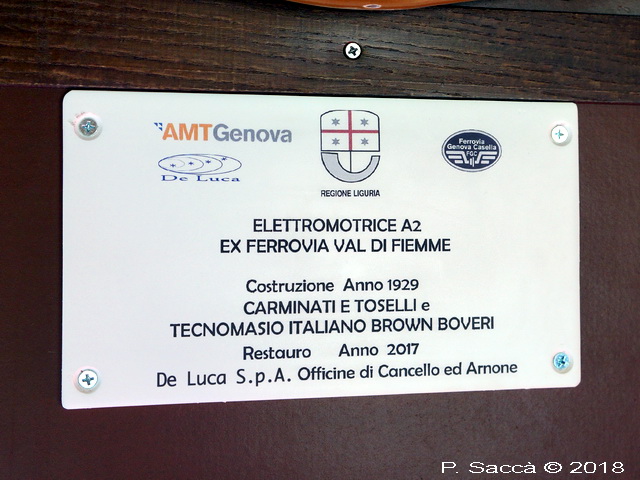 AMTGenova
De Luca
REGIONE LIGURIA
Ferrovia
Genova Casella
FGC
ELETTROMOTRICE A2
EX FERROVIA VAL DI FIEMME
Costruzione Anno 1929
CARMINATI E TOSELLI e
TECNOMASIO ITALIANO BROWN BOVERI
Restauro Anno 2017
De Luca S.p.A. Officine di Cancello ed Arnone
P. Saccà © 2018